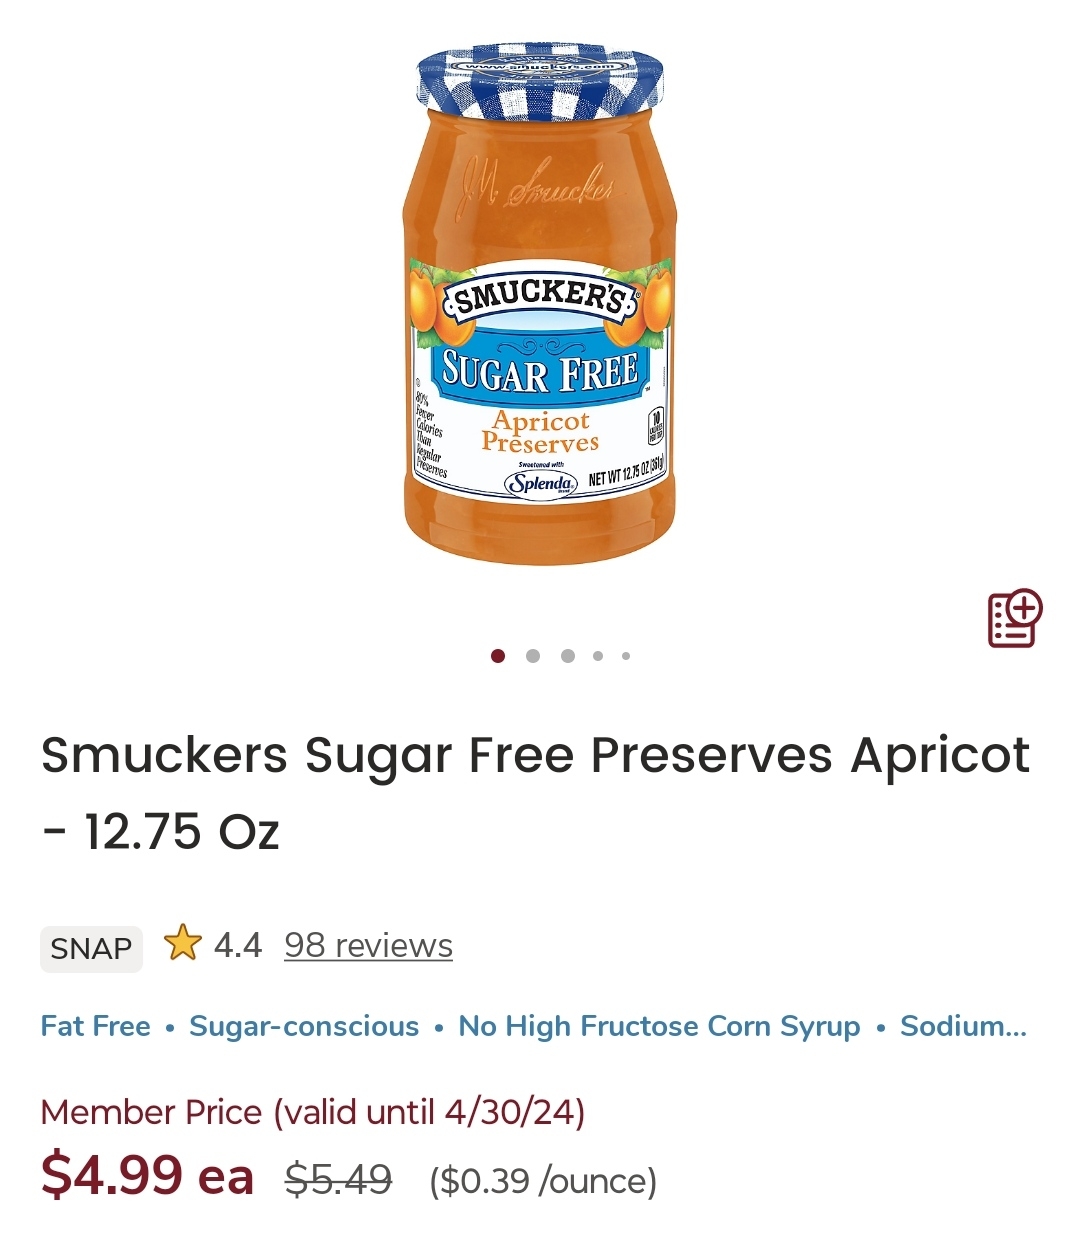 www.smuckers.com
J M Smucker
SMUCKER'S®
SUGAR FREE™
Apricot
Preserves
80%
Fewer
Calories
Than
Regular
Preserves
10
CALORIES
PER TBSP
Sweetened with
Splenda®
Brand
NET WT 12.75 OZ (361g)
Smuckers Sugar Free Preserves Apricot
- 12.75 Oz
SNAP 4.4 98 reviews
Fat Free • Sugar-conscious • No High Fructose Corn Syrup • Sodium...
Member Price (valid until 4/30/24)
$4.99 ea $5.49 ($0.39 /ounce)